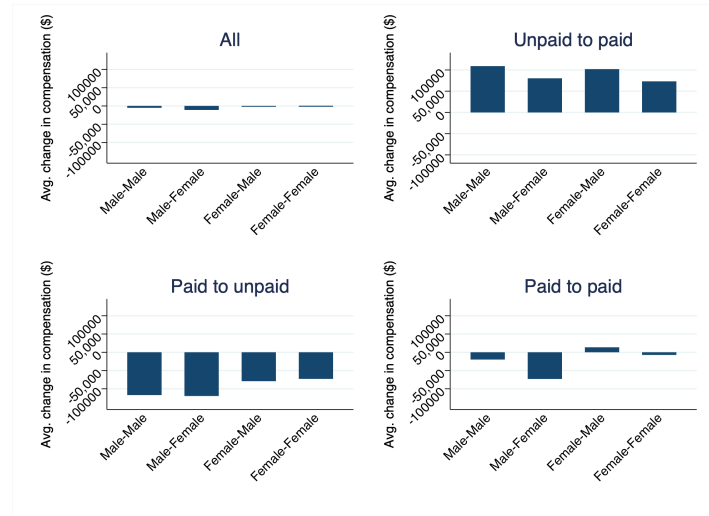 All
Avg. change in compensation ($)
100000
50,000
0
-50,000
-100000
Male-Male
Male-Female
Female-Male
Female-Female
Unpaid to paid
Avg. change in compensation ($)
100000
50,000
0
-50,000
-100000
Male-Male
Male-Female
Female-Male
Female-Female
Paid to unpaid
Avg. change in compensation ($)
100000
50,000
0
-50,000
-100000
Male-Male
Male-Female
Female-Male
Female-Female
Paid to paid
Avg. change in compensation ($)
100000
50,000
0
-50,000
-100000
Male-Male
Male-Female
Female-Male
Female-Female